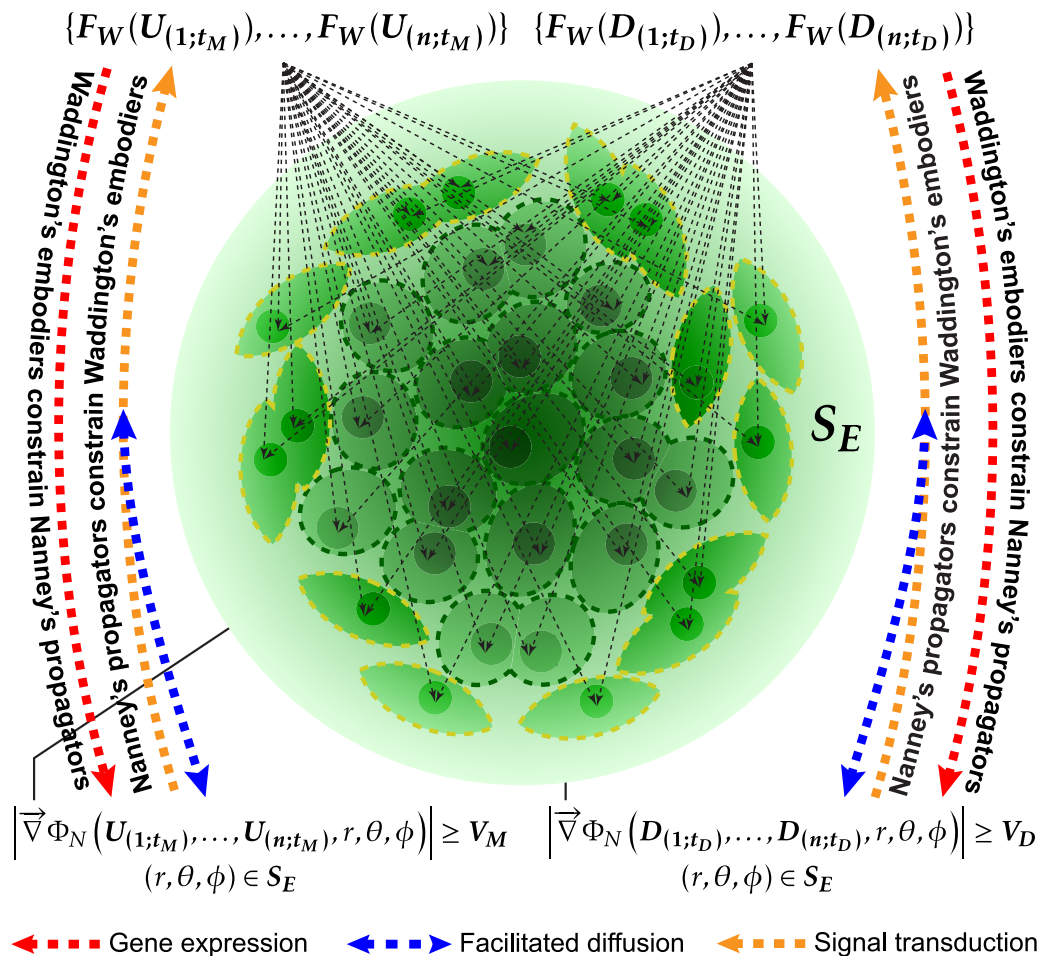 {F_W(U_(1;t_M)),…,F_W(U_(n;t_M))} {F_W(D_(1;t_D)),…,F_W(D_(n;t_D))}
Waddington's embodiers constrain Nanney's propagators
Nanney's propagators constrain Waddington's embodiers
S_E
Nanney's propagators constrain Waddington's embodiers
Waddington's embodiers constrain Nanney's propagators
|∇⃗Φ_N(U_(1;t_M),…,U_(n;t_M),r,θ,ϕ)| ≥ V_M
(r,θ,ϕ) ∈ S_E
|∇⃗Φ_N(D_(1;t_D),…,D_(n;t_D),r,θ,ϕ)| ≥ V_D
(r,θ,ϕ) ∈ S_E
Gene expression Facilitated diffusion Signal transduction